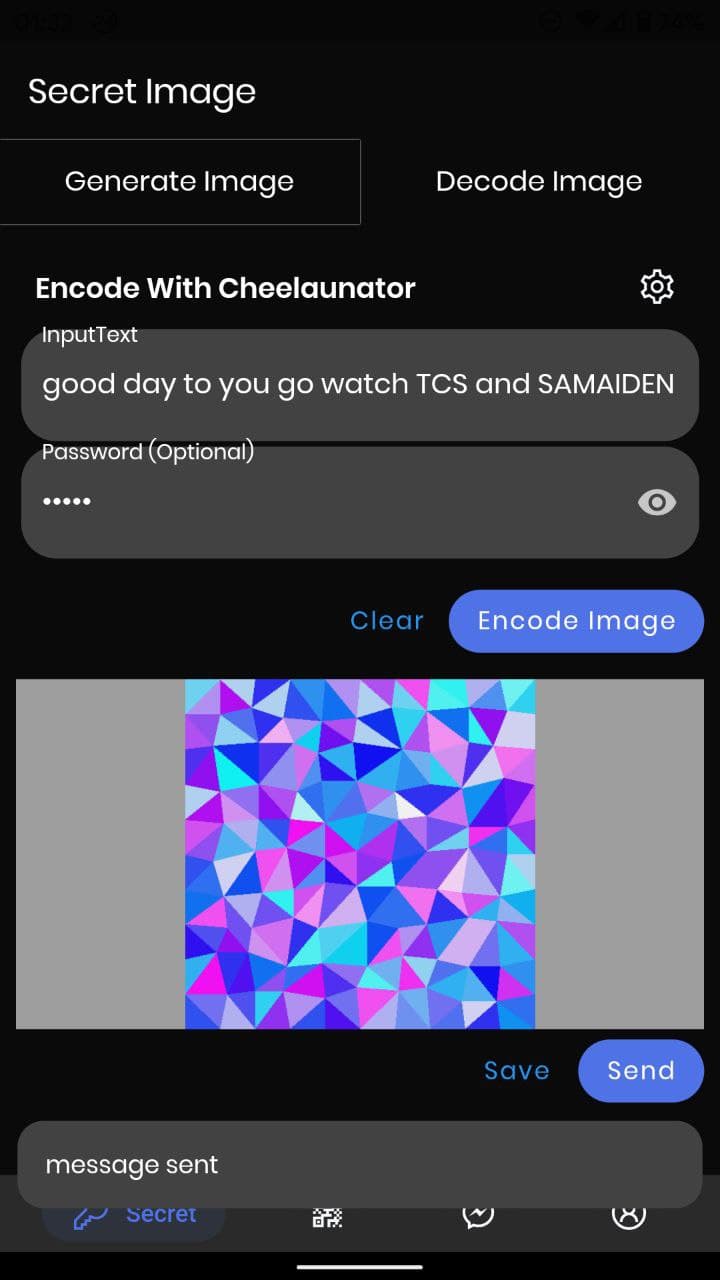 Secret Image
Generate Image
Decode Image
Encode With Cheelaunator
InputText
good day to you go watch TCS and SAMAIDEN
Password (Optional)
•••••
Clear
Encode Image
Save
Send
message sent
Secret